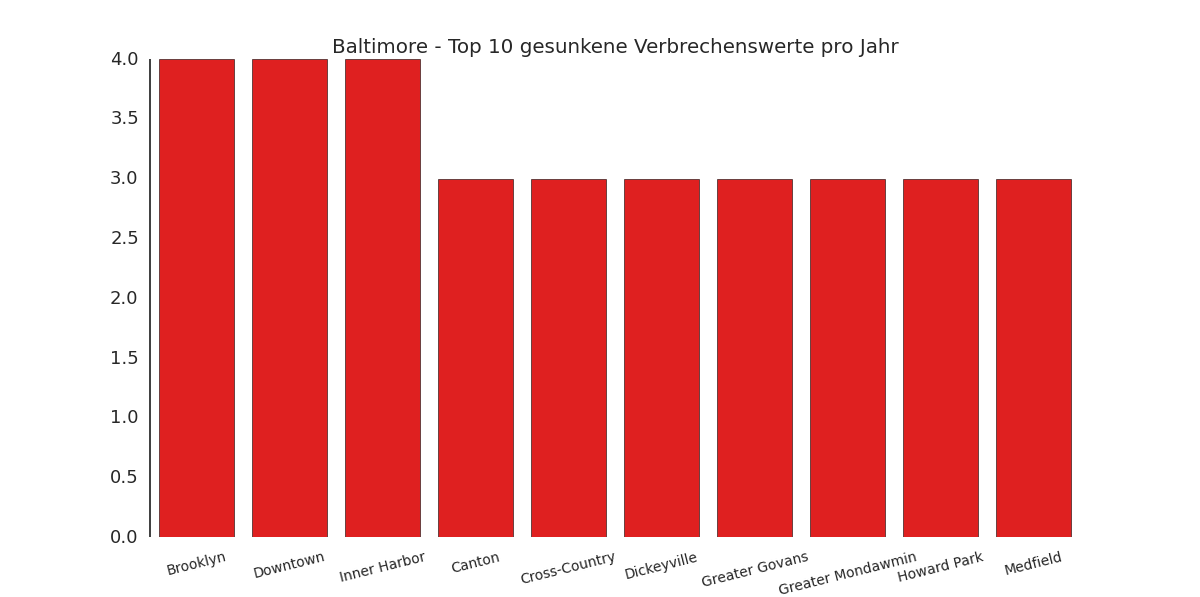 Baltimore - Top 10 gesunkene Verbrechenswerte pro Jahr
4.0
3.5
3.0
2.5
2.0
1.5
1.0
0.5
0.0
Brooklyn
Downtown
Inner Harbor
Canton
Cross-Country
Dickeyville
Greater Govans
Greater Mondawmin
Howard Park
Medfield